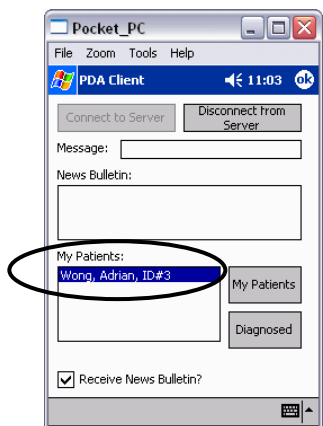 Pocket_PC
File Zoom Tools Help
PDA Client 11:03 ok
Connect to Server
Disconnect from
Server
Message:
News Bulletin:
My Patients:
Wong, Adrian, ID#3
My Patients
Diagnosed
Receive News Bulletin?